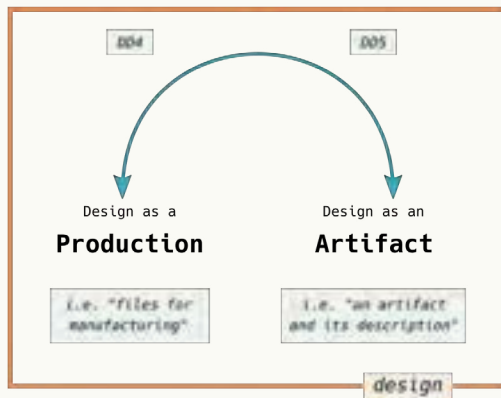 DD4
DD5
Design as a
Production
Design as an
Artifact
i.e. "files for
manufacturing"
i.e. "an artifact
and its description"
design